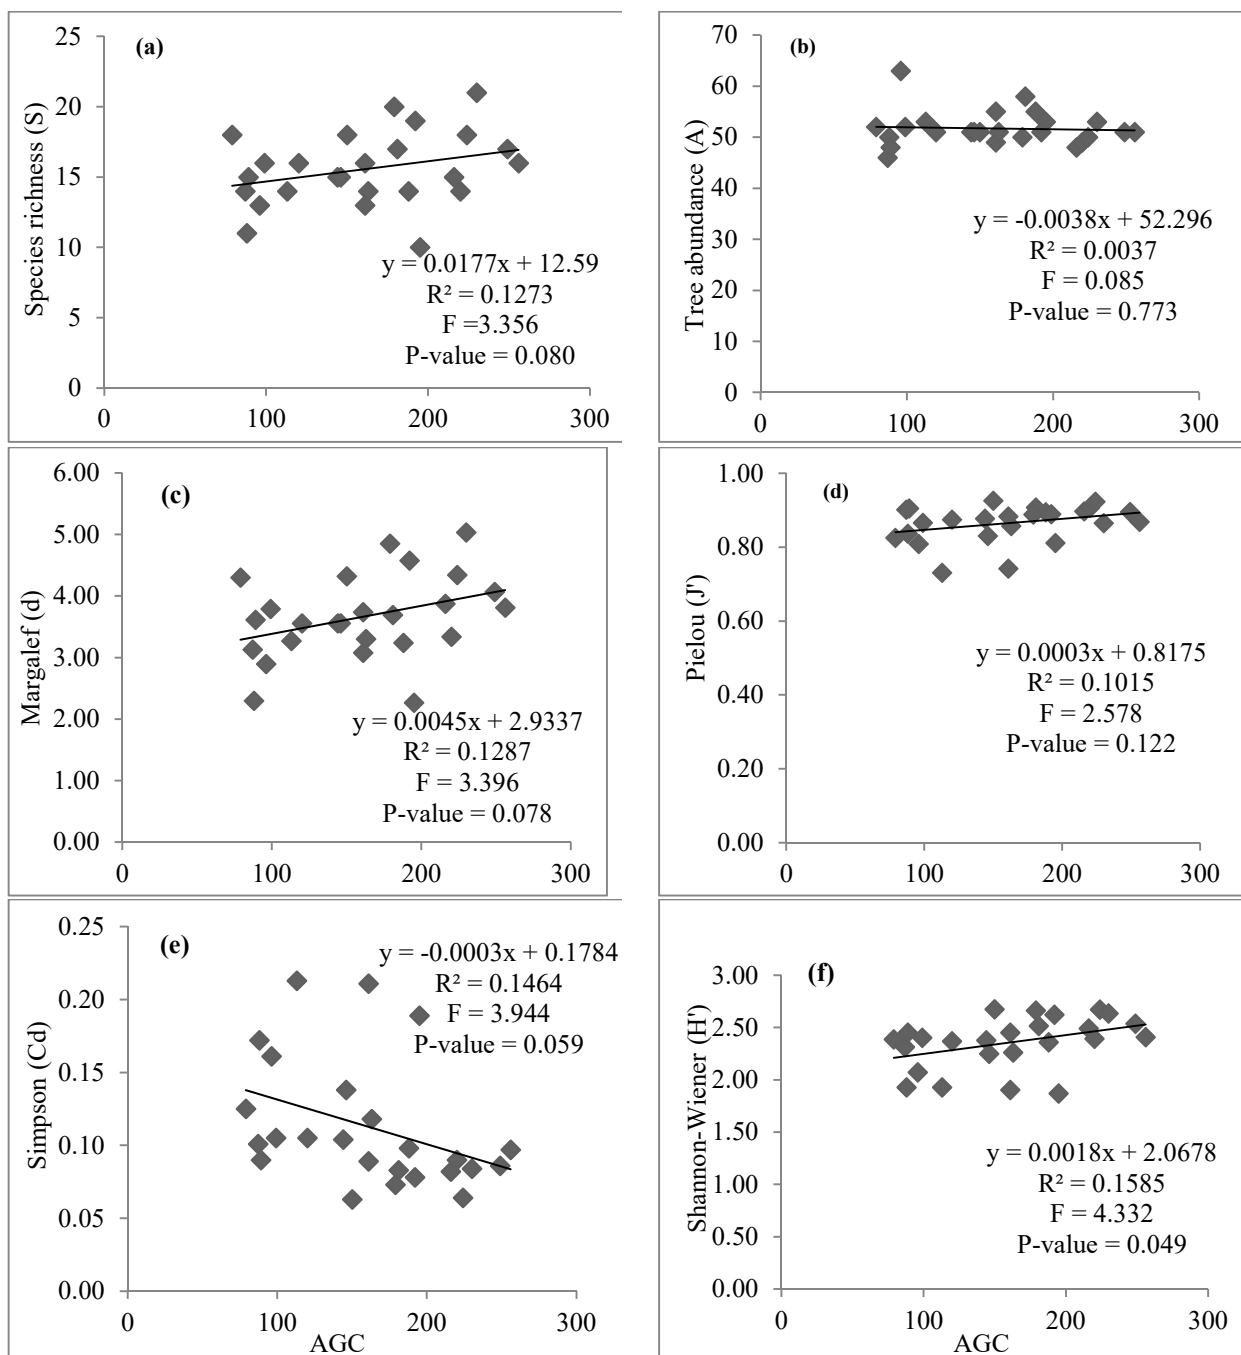 (a)
Species richness (S)
25
20
15
10
5
0
y = 0.0177x + 12.59
R² = 0.1273
F =3.356
P-value = 0.080
0 100 200 300
(b)
Tree abundance (A)
70
60
50
40
30
20
10
0
y = -0.0038x + 52.296
R² = 0.0037
F = 0.085
P-value = 0.773
0 100 200 300
(c)
Margalef (d)
6.00
5.00
4.00
3.00
2.00
1.00
0.00
y = 0.0045x + 2.9337
R² = 0.1287
F = 3.396
P-value = 0.078
0 100 200 300
(d)
Pielou (J')
1.00
0.80
0.60
0.40
0.20
0.00
y = 0.0003x + 0.8175
R² = 0.1015
F = 2.578
P-value = 0.122
0 100 200 300
(e)
Simpson (Cd)
0.25
0.20
0.15
0.10
0.05
0.00
y = -0.0003x + 0.1784
R² = 0.1464
F = 3.944
P-value = 0.059
0 100 200 300
AGC
(f)
Shannon-Wiener (H')
3.00
2.50
2.00
1.50
1.00
0.50
0.00
y = 0.0018x + 2.0678
R² = 0.1585
F = 4.332
P-value = 0.049
0 100 200 300
AGC